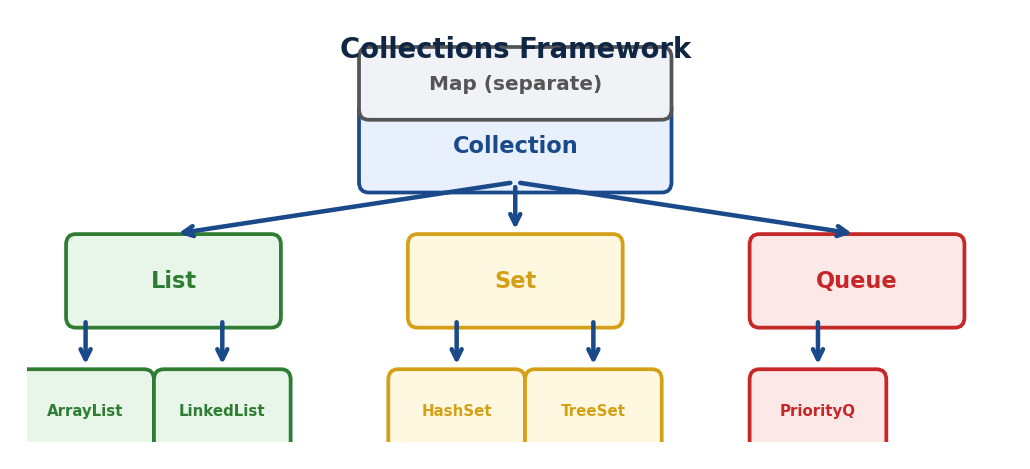 Collections Framework
Map (separate)
Collection
List
Set
Queue
ArrayList
LinkedList
HashSet
TreeSet
PriorityQ